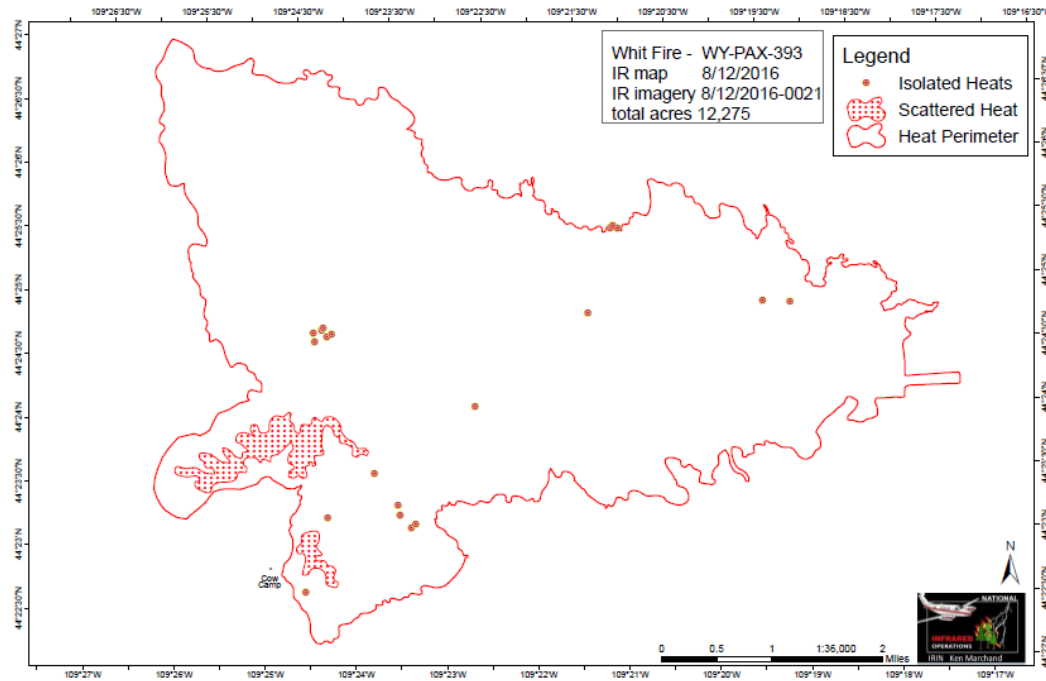 109°26'30"W 109°25'30"W 109°24'30"W 109°23'30"W 109°22'30"W 109°21'30"W 109°20'30"W 109°19'30"W 109°18'30"W 109°17'30"W
44°27'N
44°26'30"N
44°26'N
44°25'30"N
44°25'N
44°24'30"N
44°24'N
44°23'30"N
44°23'N
44°22'30"N
Whit Fire - WY-PAX-393
IR map 8/12/2016
IR imagery 8/12/2016-0021
total acres 12,275
Legend
Isolated Heats
Scattered Heat
Heat Perimeter
Cow
Camp
N
NATIONAL
INFRARED
OPERATIONS
IRIN Ken Marchand
0 0.5 1 1:36,000 2
Miles
109°27'W 109°26'W 109°25'W 109°24'W 109°23'W 109°22'W 109°21'W 109°20'W 109°19'W 109°18'W 109°17'W